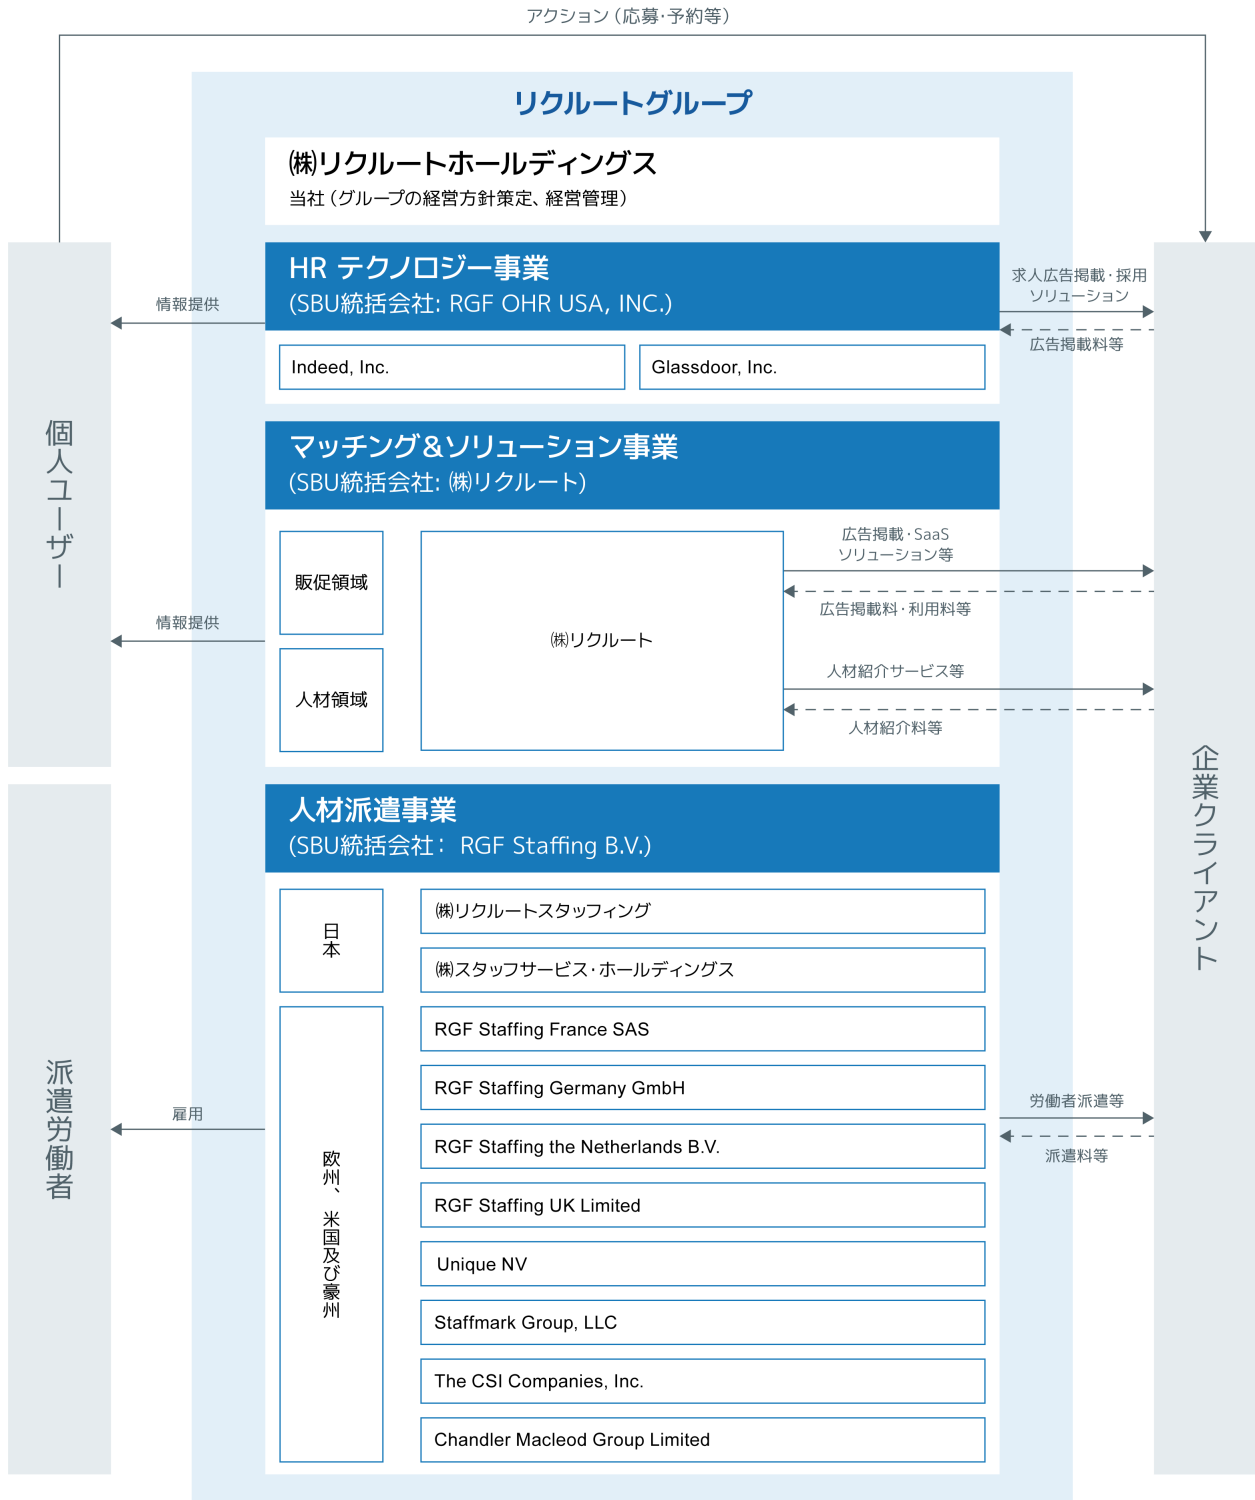 アクション（応募・予約等）
リクルートグループ
㈱リクルートホールディングス
当社（グループの経営方針策定、経営管理）
HR テクノロジー事業
(SBU統括会社: RGF OHR USA, INC.)
情報提供
求人広告掲載・採用
ソリューション
広告掲載料等
Indeed, Inc.
Glassdoor, Inc.
個人ユーザー
マッチング&ソリューション事業
(SBU統括会社: ㈱リクルート)
販促領域
人材領域
㈱リクルート
情報提供
広告掲載・SaaS
ソリューション等
広告掲載料・利用料等
人材紹介サービス等
人材紹介料等
企業クライアント
人材派遣事業
(SBU統括会社： RGF Staffing B.V.)
日本
㈱リクルートスタッフィング
㈱スタッフサービス・ホールディングス
派遣労働者
雇用
欧州、米国及び豪州
RGF Staffing France SAS
RGF Staffing Germany GmbH
RGF Staffing the Netherlands B.V.
RGF Staffing UK Limited
Unique NV
Staffmark Group, LLC
The CSI Companies, Inc.
Chandler Macleod Group Limited
労働者派遣等
派遣料等